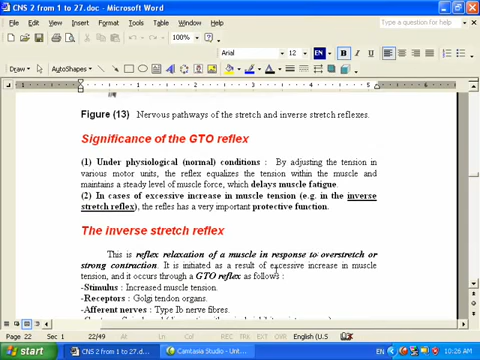 CNS 2 from 1 to 27.doc - Microsoft Word
File Edit View Insert Format Tools Table Window Help
Type a question for help
100%
Arial 12 EN B
Draw AutoShapes
Figure (13) Nervous pathways of the stretch and inverse stretch reflexes.
Significance of the GTO reflex
(1) Under physiological (normal) conditions : By adjusting the tension in
various motor units, the reflex equalizes the tension within the muscle and
maintains a steady level of muscle force, which delays muscle fatigue.
(2) In cases of excessive increase in muscle tension (e.g. in the inverse
stretch reflex), the reflex has a very important protective function.
The inverse stretch reflex
This is reflex relaxation of a muscle in response to overstretch or
strong contraction. It is initiated as a result of excessive increase in muscle
tension, and it occurs through a GTO reflex as follows :
-Stimulus : Increased muscle tension.
-Receptors : Golgi tendon organs.
-Afferent nerves : Type Ib nerve fibres.
Page 22 Sec 1 22/49 At Ln Col REC TRK EXT OVR English (U.S
start CNS 2 from 1 to 27.d... Camtasia Studio - Unt... EN 10:26 AM